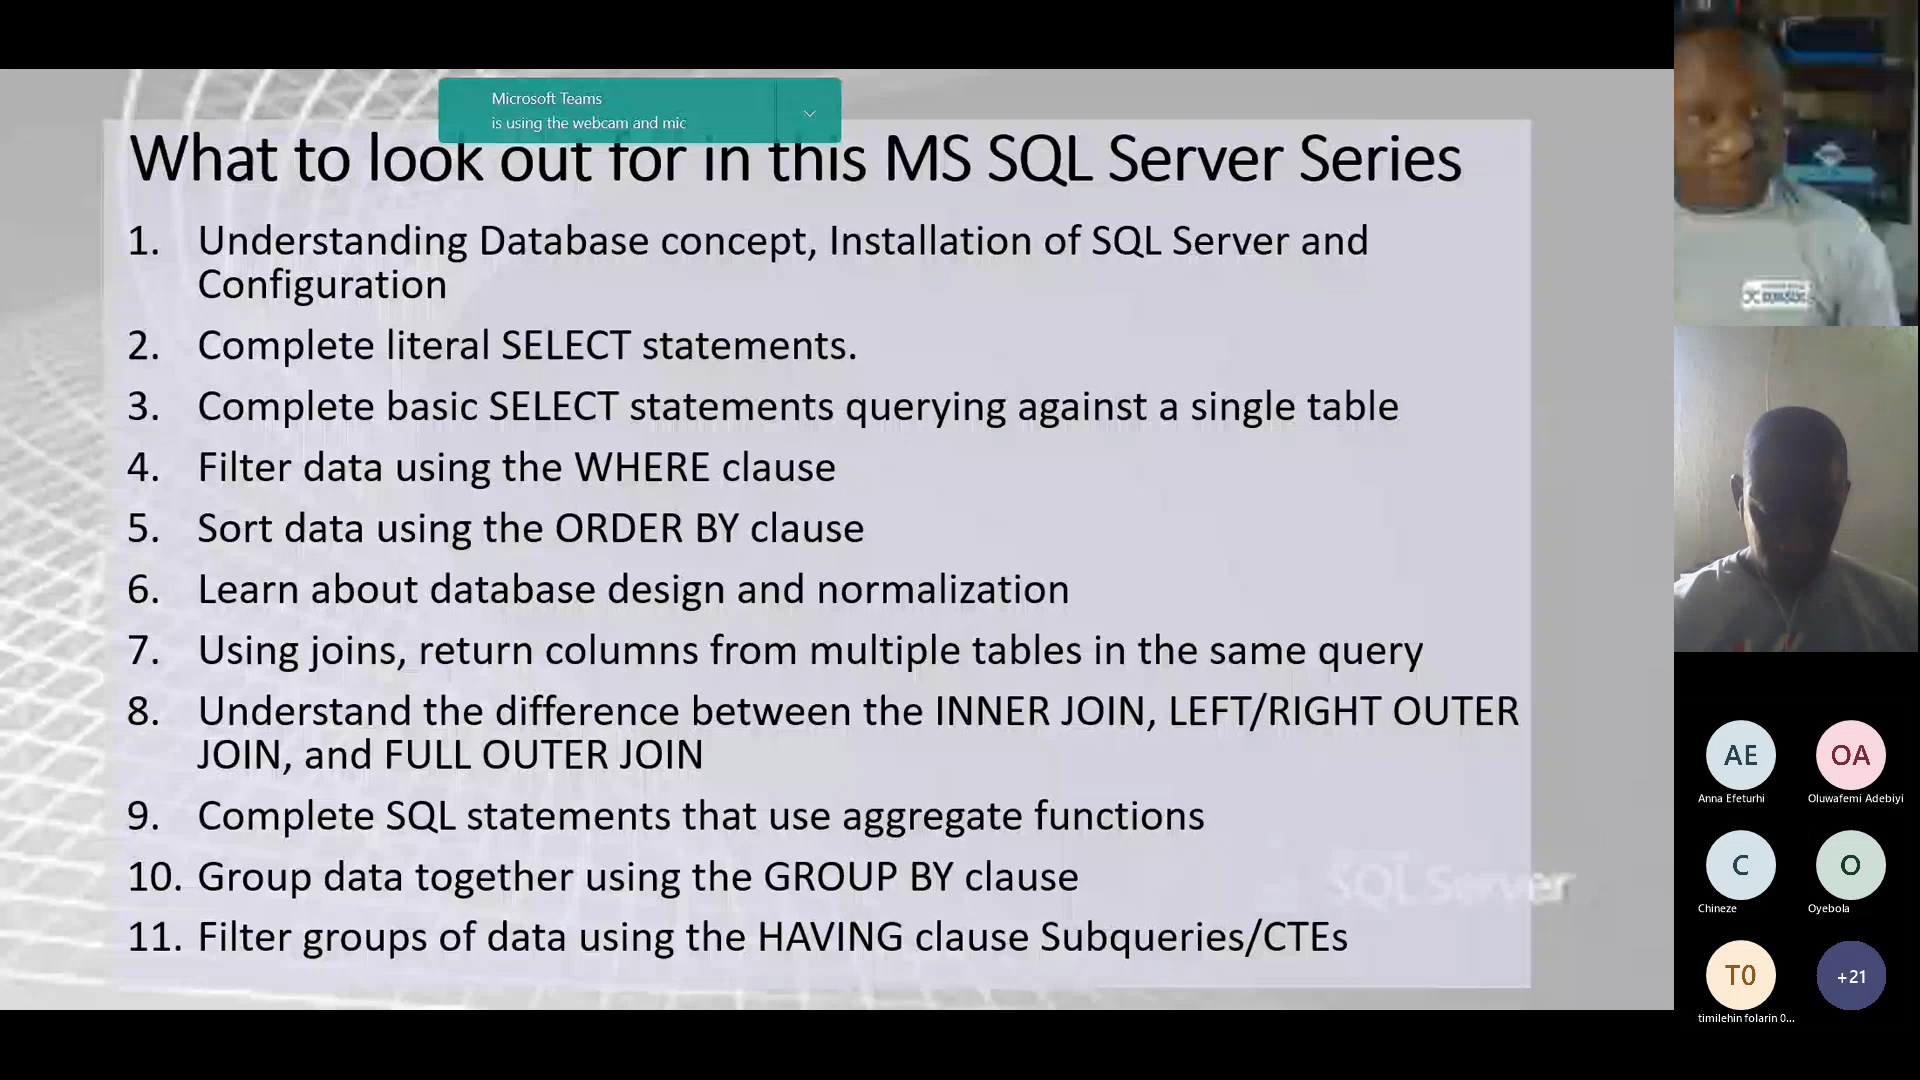 Microsoft Teams
is using the webcam and mic
What to look out for in this MS SQL Server Series
1. Understanding Database concept, Installation of SQL Server and
Configuration
2. Complete literal SELECT statements.
3. Complete basic SELECT statements querying against a single table
4. Filter data using the WHERE clause
5. Sort data using the ORDER BY clause
6. Learn about database design and normalization
7. Using joins, return columns from multiple tables in the same query
8. Understand the difference between the INNER JOIN, LEFT/RIGHT OUTER
JOIN, and FULL OUTER JOIN
9. Complete SQL statements that use aggregate functions
10. Group data together using the GROUP BY clause
11. Filter groups of data using the HAVING clause Subqueries/CTEs
SQL Server
AE
Anna Efeturhi
OA
Oluwafemi Adebiyi
C
Chineze
O
Oyebola
T0
timilehin folarin 0...
+21